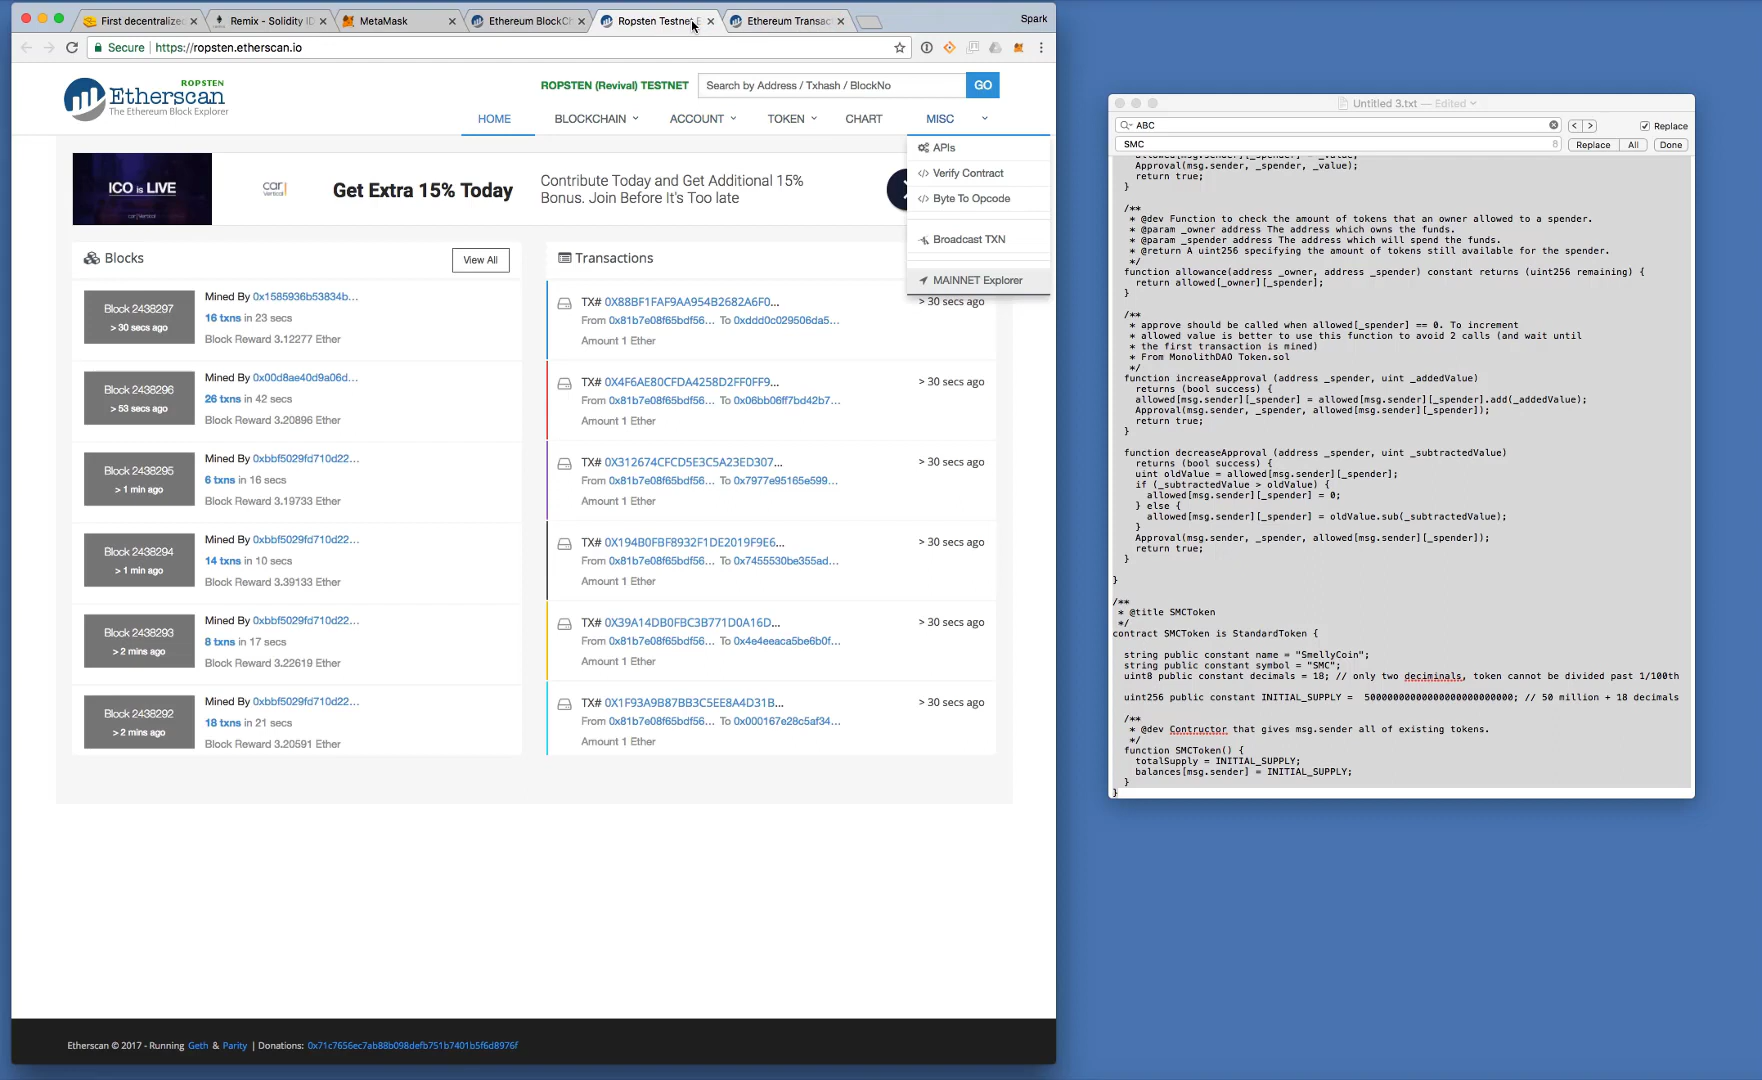 First decentralize
Remix - Solidity ID
MetaMask
Ethereum BlockCh
Ropsten Testnet E
Ethereum Transac
Spark
Secure | https://ropsten.etherscan.io
ROPSTEN
Etherscan
The Ethereum Block Explorer
ROPSTEN (Revival) TESTNET
Search by Address / Txhash / BlockNo
GO
HOME
BLOCKCHAIN
ACCOUNT
TOKEN
CHART
MISC
APIs
Verify Contract
Byte To Opcode
Broadcast TXN
MAINNET Explorer
ICO is LIVE
car/vertical
car
Vertical
Get Extra 15% Today
Contribute Today and Get Additional 15%
Bonus. Join Before It's Too late
Blocks
View All
Block 2438297
> 30 secs ago
Mined By 0x1585936b53834b...
16 txns in 23 secs
Block Reward 3.12277 Ether
Block 2438296
> 53 secs ago
Mined By 0x00d8ae40d9a06d...
26 txns in 42 secs
Block Reward 3.20896 Ether
Block 2438295
> 1 min ago
Mined By 0xbbf5029fd710d22...
6 txns in 16 secs
Block Reward 3.19733 Ether
Block 2438294
> 1 min ago
Mined By 0xbbf5029fd710d22...
14 txns in 10 secs
Block Reward 3.39133 Ether
Block 2438293
> 2 mins ago
Mined By 0xbbf5029fd710d22...
8 txns in 17 secs
Block Reward 3.22619 Ether
Block 2438292
> 2 mins ago
Mined By 0xbbf5029fd710d22...
18 txns in 21 secs
Block Reward 3.20591 Ether
Transactions
TX# 0X88BF1FAF9AA954B2682A6F0...
> 30 secs ago
From 0x81b7e08f65bdf56... To 0xddd0c029506da5...
Amount 1 Ether
TX# 0X4F6AE80CFDA4258D2FF0FF9...
> 30 secs ago
From 0x81b7e08f65bdf56... To 0x06bb06ff7bd42b7...
Amount 1 Ether
TX# 0X312674CFCD5E3C5A23ED307...
> 30 secs ago
From 0x81b7e08f65bdf56... To 0x7977e95165e599...
Amount 1 Ether
TX# 0X194B0FBF8932F1DE2019F9E6...
> 30 secs ago
From 0x81b7e08f65bdf56... To 0x7455530be355ad...
Amount 1 Ether
TX# 0X39A14DB0FBC3B771D0A16D...
> 30 secs ago
From 0x81b7e08f65bdf56... To 0x4e4eeaca5be6b0f...
Amount 1 Ether
TX# 0X1F93A9B87BB3C5EE8A4D31B...
> 30 secs ago
From 0x81b7e08f65bdf56... To 0x000167e28c5af34...
Amount 1 Ether
Etherscan © 2017 - Running Geth & Parity | Donations: 0x71c7656ec7ab88b098defb751b7401b5f6d8976f
Untitled 3.txt — Edited
ABC
Replace
SMC
8
Replace
All
Done
allowed[msg.sender][_spender] = _value;
Approval(msg.sender, _spender, _value);
return true;
}
/**
* @dev Function to check the amount of tokens that an owner allowed to a spender.
* @param _owner address The address which owns the funds.
* @param _spender address The address which will spend the funds.
* @return A uint256 specifying the amount of tokens still available for the spender.
*/
function allowance(address _owner, address _spender) constant returns (uint256 remaining) {
return allowed[_owner][_spender];
}
/**
* approve should be called when allowed[_spender] == 0. To increment
* allowed value is better to use this function to avoid 2 calls (and wait until
* the first transaction is mined)
* From MonolithDAO Token.sol
*/
function increaseApproval (address _spender, uint _addedValue)
returns (bool success) {
allowed[msg.sender][_spender] = allowed[msg.sender][_spender].add(_addedValue);
Approval(msg.sender, _spender, allowed[msg.sender][_spender]);
return true;
}
function decreaseApproval (address _spender, uint _subtractedValue)
returns (bool success) {
uint oldValue = allowed[msg.sender][_spender];
if (_subtractedValue > oldValue) {
allowed[msg.sender][_spender] = 0;
} else {
allowed[msg.sender][_spender] = oldValue.sub(_subtractedValue);
}
Approval(msg.sender, _spender, allowed[msg.sender][_spender]);
return true;
}
}
/**
* @title SMCToken
*/
contract SMCToken is StandardToken {
string public constant name = "SmellyCoin";
string public constant symbol = "SMC";
uint8 public constant decimals = 18; // only two deciminals, token cannot be divided past 1/100th
uint256 public constant INITIAL_SUPPLY = 50000000000000000000000000; // 50 million + 18 decimals
/**
* @dev Contructor that gives msg.sender all of existing tokens.
*/
function SMCToken() {
totalSupply = INITIAL_SUPPLY;
balances[msg.sender] = INITIAL_SUPPLY;
}
}